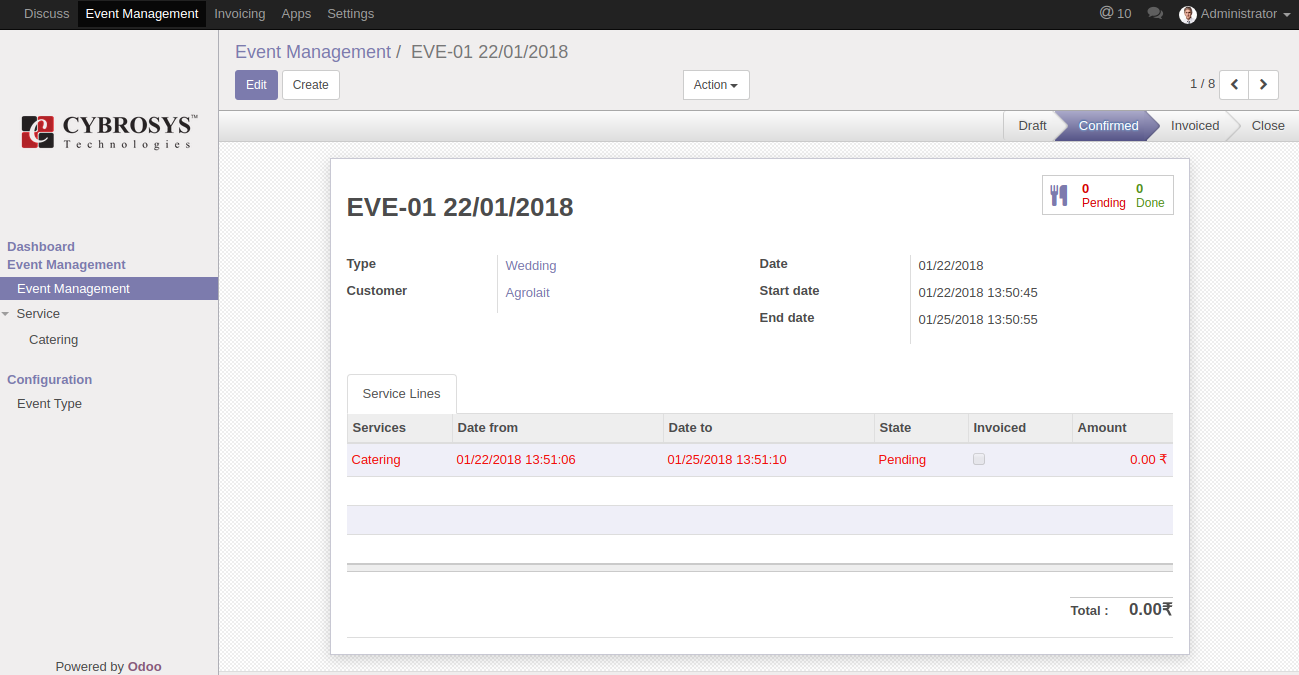 Discuss Event Management Invoicing Apps Settings @ 10 Administrator
Event Management / EVE-01 22/01/2018
Edit Create Action 1 / 8
Draft Confirmed Invoiced Close
CYBROSYS™
Technologies
Dashboard
Event Management
Event Management
Service
Catering
Configuration
Event Type
Powered by Odoo
0 Pending 0 Done
EVE-01 22/01/2018
Type Wedding
Customer Agrolait
Date 01/22/2018
Start date 01/22/2018 13:50:45
End date 01/25/2018 13:50:55
Service Lines
Services Date from Date to State Invoiced Amount
Catering 01/22/2018 13:51:06 01/25/2018 13:51:10 Pending 0.00 ₹
Total : 0.00₹